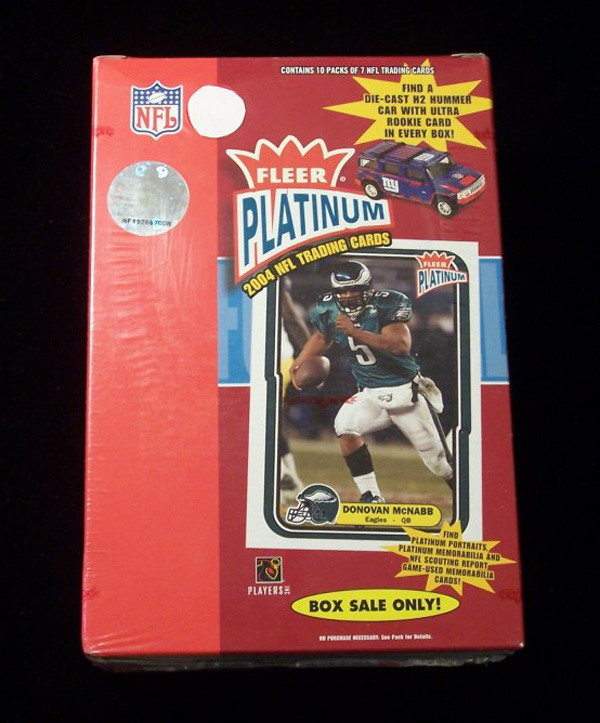 CONTAINS 10 PACKS OF 7 NFL TRADING CARDS
FIND A
DIE-CAST H2 HUMMER
CAR WITH ULTRA
ROOKIE CARD
IN EVERY BOX!
NFL
ny
FLEER
PLATINUM
2004 NFL TRADING CARDS
FLEER
PLATINUM
5
5
DONOVAN McNABB
Eagles - QB
FIND
PLATINUM PORTRAITS,
PLATINUM MEMORABILIA AND
NFL SCOUTING REPORT
GAME-USED MEMORABILIA
CARDS!
PLAYERS INC
BOX SALE ONLY!
NO PURCHASE NECESSARY. See Pack for Details.